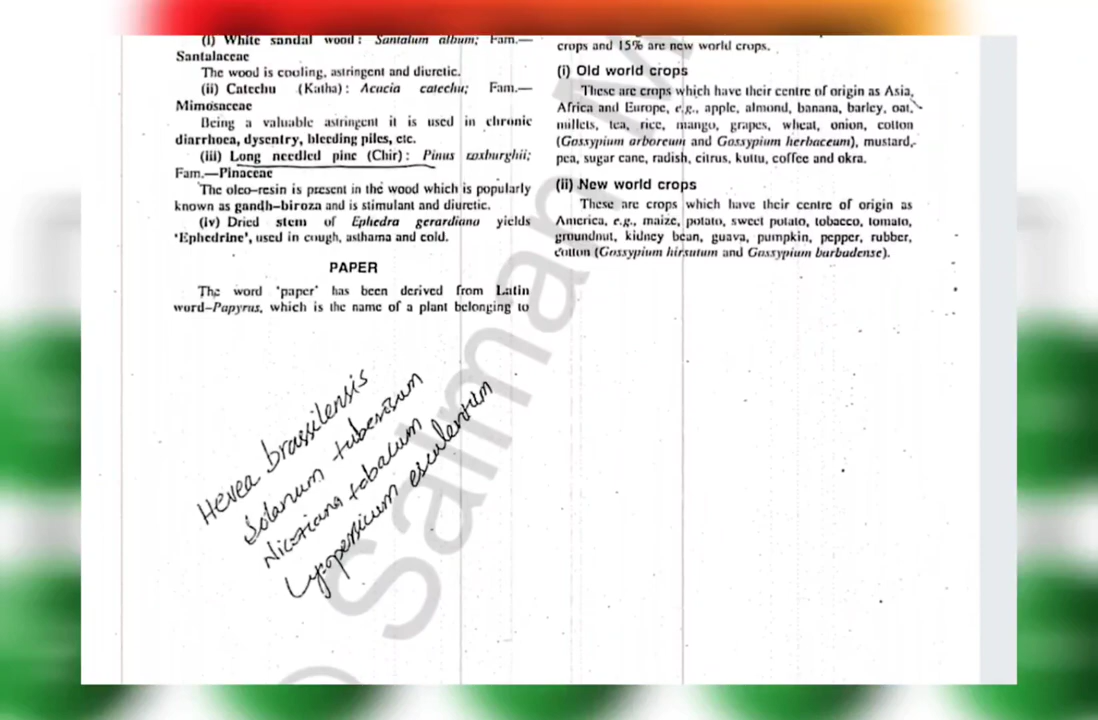 (i) White sandal wood : Santalum album; Fam.—
Santalaceae
The wood is cooling, astringent and diuretic.
(ii) Catechu (Katha) : Acacia catechu; Fam.—
Mimosaceae
Being a valuable astringent it is used in chronic
diarrhoea, dysentry, bleeding piles, etc.
(iii) Long needled pine (Chir) : Pinus roxburghii;
Fam.—Pinaceae
The oleo-resin is present in the wood which is popularly
known as gandh-biroza and is stimulant and diuretic.
(iv) Dried stem of Ephedra gerardiana yields
'Ephedrine', used in cough, asthama and cold.
PAPER
The word 'paper' has been derived from Latin
word–Papyrus, which is the name of a plant belonging to
crops and 15% are new world crops.
(i) Old world crops
These are crops which have their centre of origin as Asia,
Africa and Europe, e.g., apple, almond, banana, barley, oat,
millets, tea, rice, mango, grapes, wheat, onion, cotton
(Gossypium arboreum and Gossypium herbaceum), mustard,
pea, sugar cane, radish, citrus, kuttu, coffee and okra.
(ii) New world crops
These are crops which have their centre of origin as
America, e.g., maize, potato, sweet potato, tobacco, tomato,
groundnut, kidney bean, guava, pumpkin, pepper, rubber,
cotton (Gossypium hirsutum and Gossypium barbadense).
Hevea brassilensis
Solanum tuberosum
Nicotiana tobacum
Lycopersicum esculentum
Salman